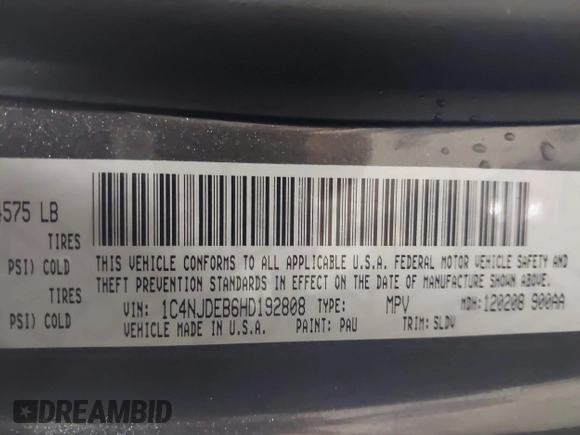 4575 LB
TIRES
PSI) COLD
TIRES
PSI) COLD
THIS VEHICLE CONFORMS TO ALL APPLICABLE U.S.A. FEDERAL MOTOR VEHICLE SAFETY AND
THEFT PREVENTION STANDARDS IN EFFECT ON THE DATE OF MANUFACTURE SHOWN ABOVE.
VIN: 1C4NJDEB6HD192808 TYPE: MPV MDH: 120208 900AA
VEHICLE MADE IN U.S.A. PAINT: PAU TRIM: SLDV
DREAMBID